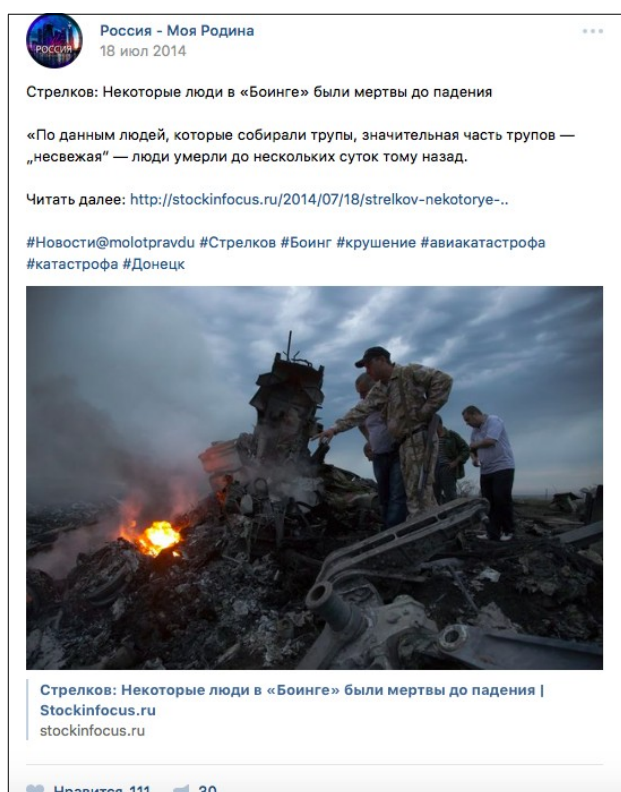 РОССИЯ
Россия - Моя Родина
18 июл 2014
Стрелков: Некоторые люди в «Боинге» были мертвы до падения
«По данным людей, которые собирали трупы, значительная часть трупов —
„несвежая“ — люди умерли до нескольких суток тому назад.
Читать далее: http://stockinfocus.ru/2014/07/18/strelkov-nekotorye-..
#Новости@molotpravdu #Стрелков #Боинг #крушение #авиакатастрофа
#катастрофа #Донецк
Стрелков: Некоторые люди в «Боинге» были мертвы до падения |
Stockinfocus.ru
stockinfocus.ru
Нравится 111 30